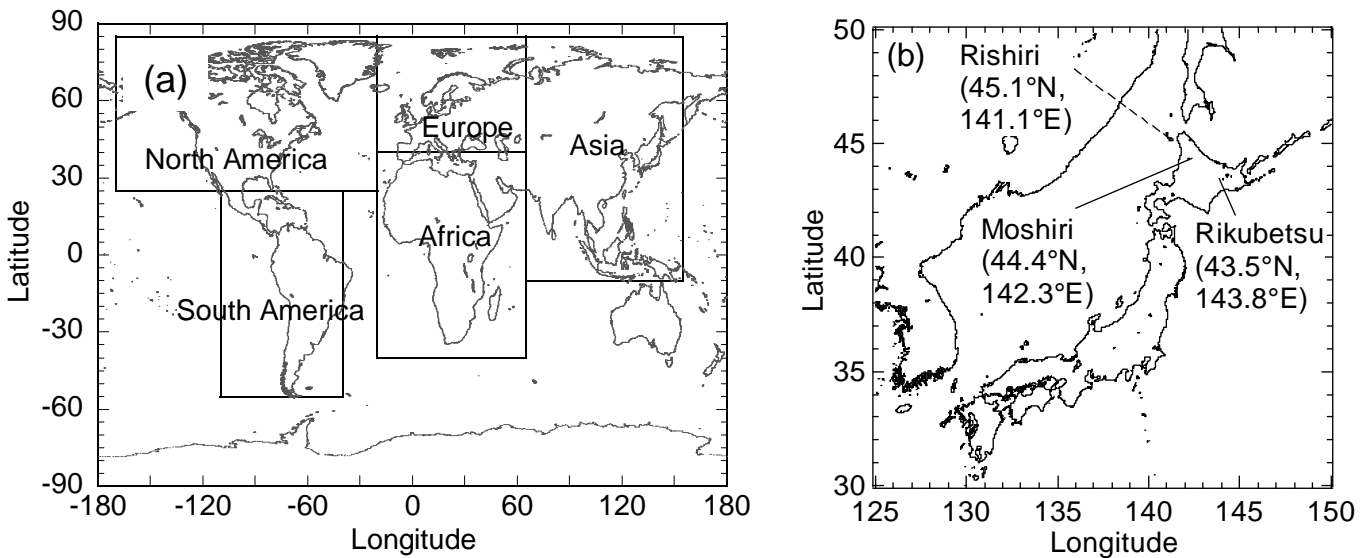 90
60
30
0
-30
-60
-90
Latitude
-180
-120
-60
0
60
120
180
Longitude
(a)
North America
Europe
Asia
Africa
South America
50
45
40
35
30
Latitude
125
130
135
140
145
150
Longitude
(b)
Rishiri
(45.1°N,
141.1°E)
Moshiri
(44.4°N,
142.3°E)
Rikubetsu
(43.5°N,
143.8°E)